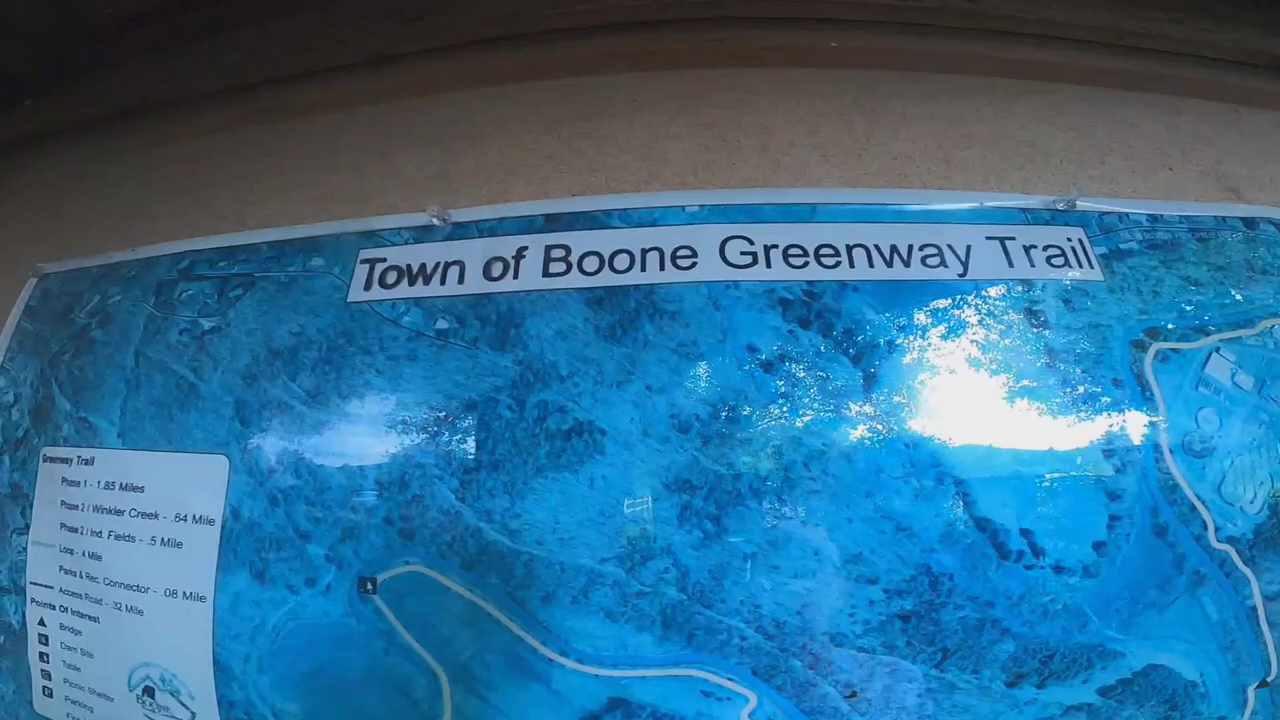 Town of Boone Greenway Trail
Greenway Trail
Phase 1 - 1.85 Miles
Phase 2 / Winkler Creek - .64 Mile
Phase 2 / Ind. Fields - .5 Mile
Loop - .4 Mile
Parks & Rec. Connector - .08 Mile
Access Road - .32 Mile
Points Of Interest
Bridge
Dam Site
Table
Picnic Shelter
P Parking
BOONE